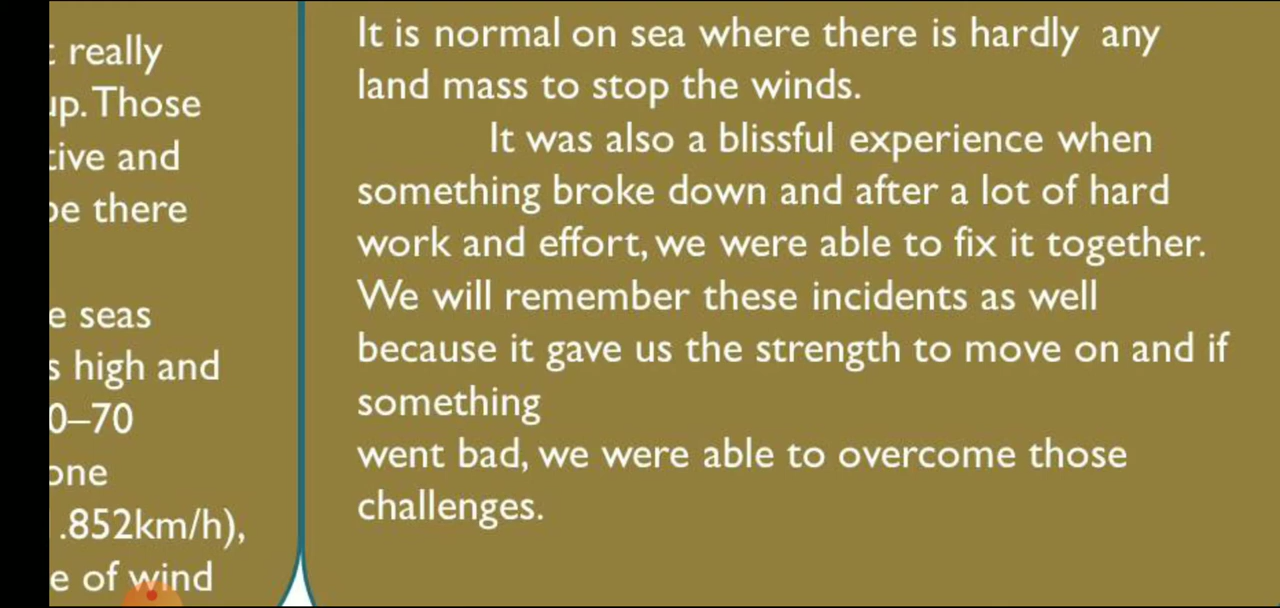 really
up. Those
and
there
seas
high and
–70
one
.852km/h),
of wind
It is normal on sea where there is hardly any
land mass to stop the winds.
It was also a blissful experience when
something broke down and after a lot of hard
work and effort, we were able to fix it together.
We will remember these incidents as well
because it gave us the strength to move on and if
something
went bad, we were able to overcome those
challenges.